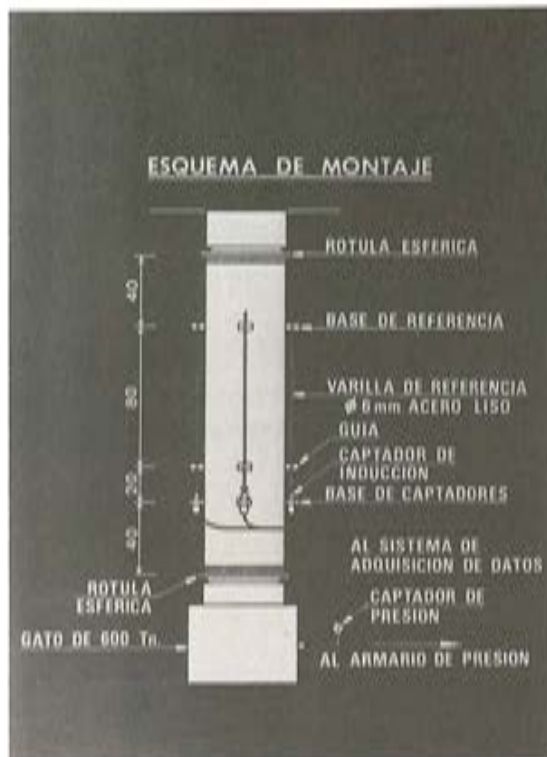 ESQUEMA DE MONTAJE
ROTULA ESFERICA
40
BASE DE REFERENCIA
80
VARILLA DE REFERENCIA
ø 6 mm ACERO LISO
GUIA
CAPTADOR DE
INDUCCIÓN
20
BASE DE CAPTADORES
40
AL SISTEMA DE
ADQUISICION DE DATOS
ROTULA
ESFERICA
CAPTADOR DE
PRESION
GATO DE 600 Tn.
AL ARMARIO DE PRESION